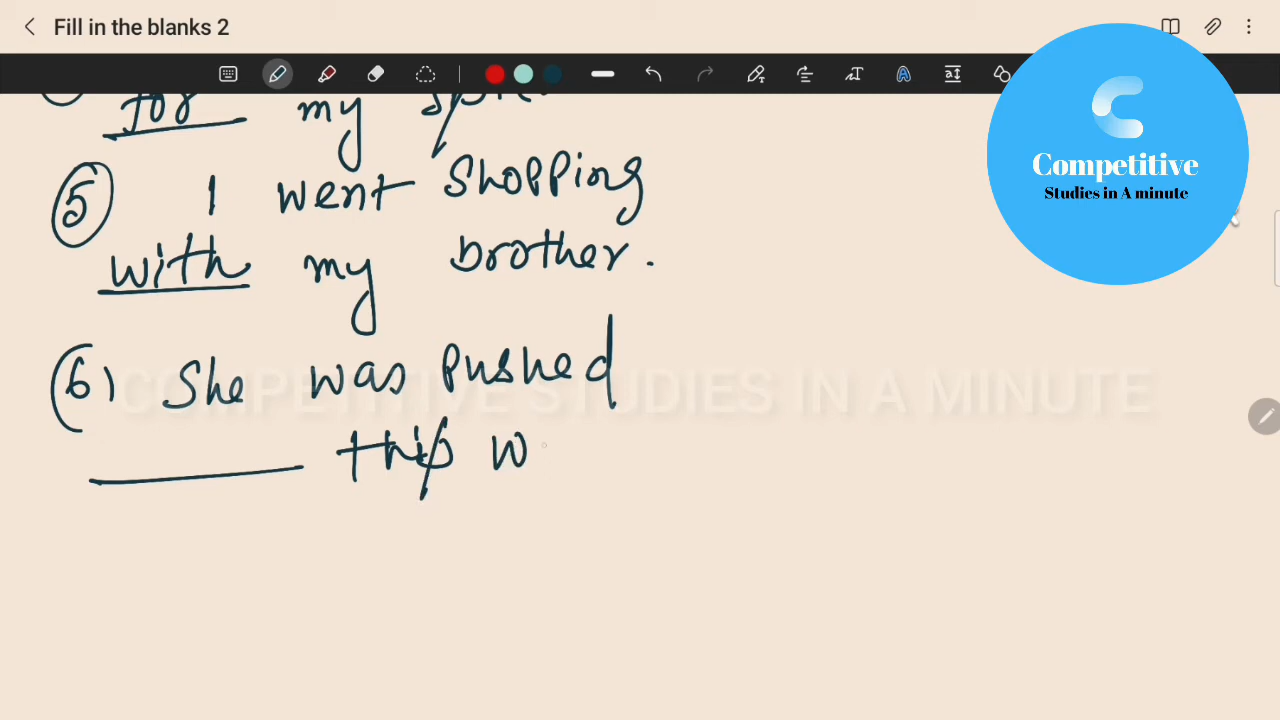 Fill in the blanks 2
Competitive
Studies in A minute
for my
(5) I went shopping
with my brother.
(6) She was pushed
COMPETITIVE STUDIES IN A MINUTE
______ this w